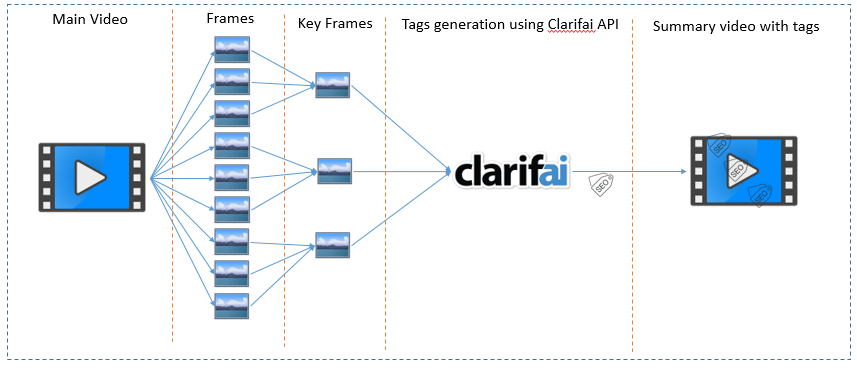 Main Video
Frames
Key Frames
Tags generation using Clarifai API
Summary video with tags
clarifai
SEO
SEO
SEO
SEO